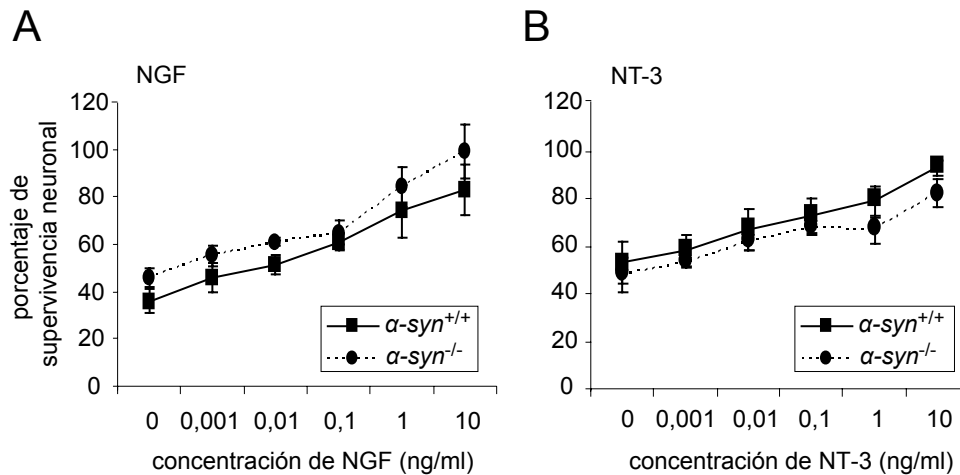 A
NGF
porcentaje de
supervivencia neuronal
120
100
80
60
40
20
0
0 0,001 0,01 0,1 1 10
concentración de NGF (ng/ml)
α-syn+/+
α-syn-/-
B
NT-3
120
100
80
60
40
20
0
0 0,001 0,01 0,1 1 10
concentración de NT-3 (ng/ml)
α-syn+/+
α-syn-/-